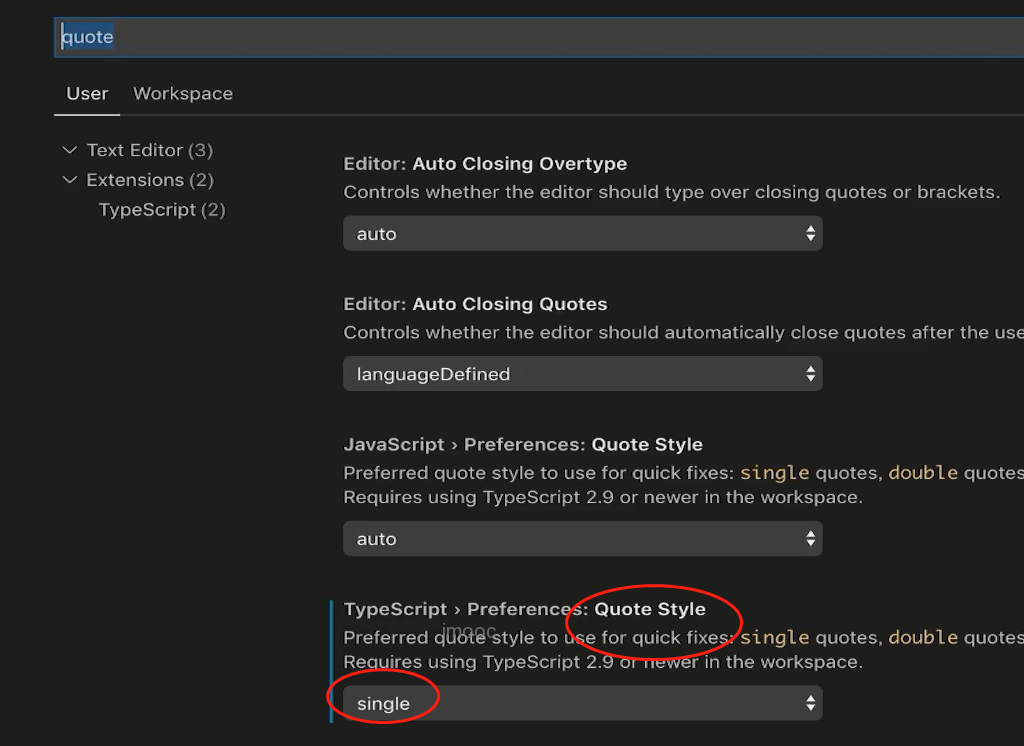 quote
User Workspace
Text Editor (3)
Extensions (2)
TypeScript (2)
Editor: Auto Closing Overtype
Controls whether the editor should type over closing quotes or brackets.
auto
Editor: Auto Closing Quotes
Controls whether the editor should automatically close quotes after the use
languageDefined
JavaScript › Preferences: Quote Style
Preferred quote style to use for quick fixes: single quotes, double quotes
Requires using TypeScript 2.9 or newer in the workspace.
auto
TypeScript › Preferences: Quote Style
imooc
Preferred quote style to use for quick fixes: single quotes, double quotes
Requires using TypeScript 2.9 or newer in the workspace.
single